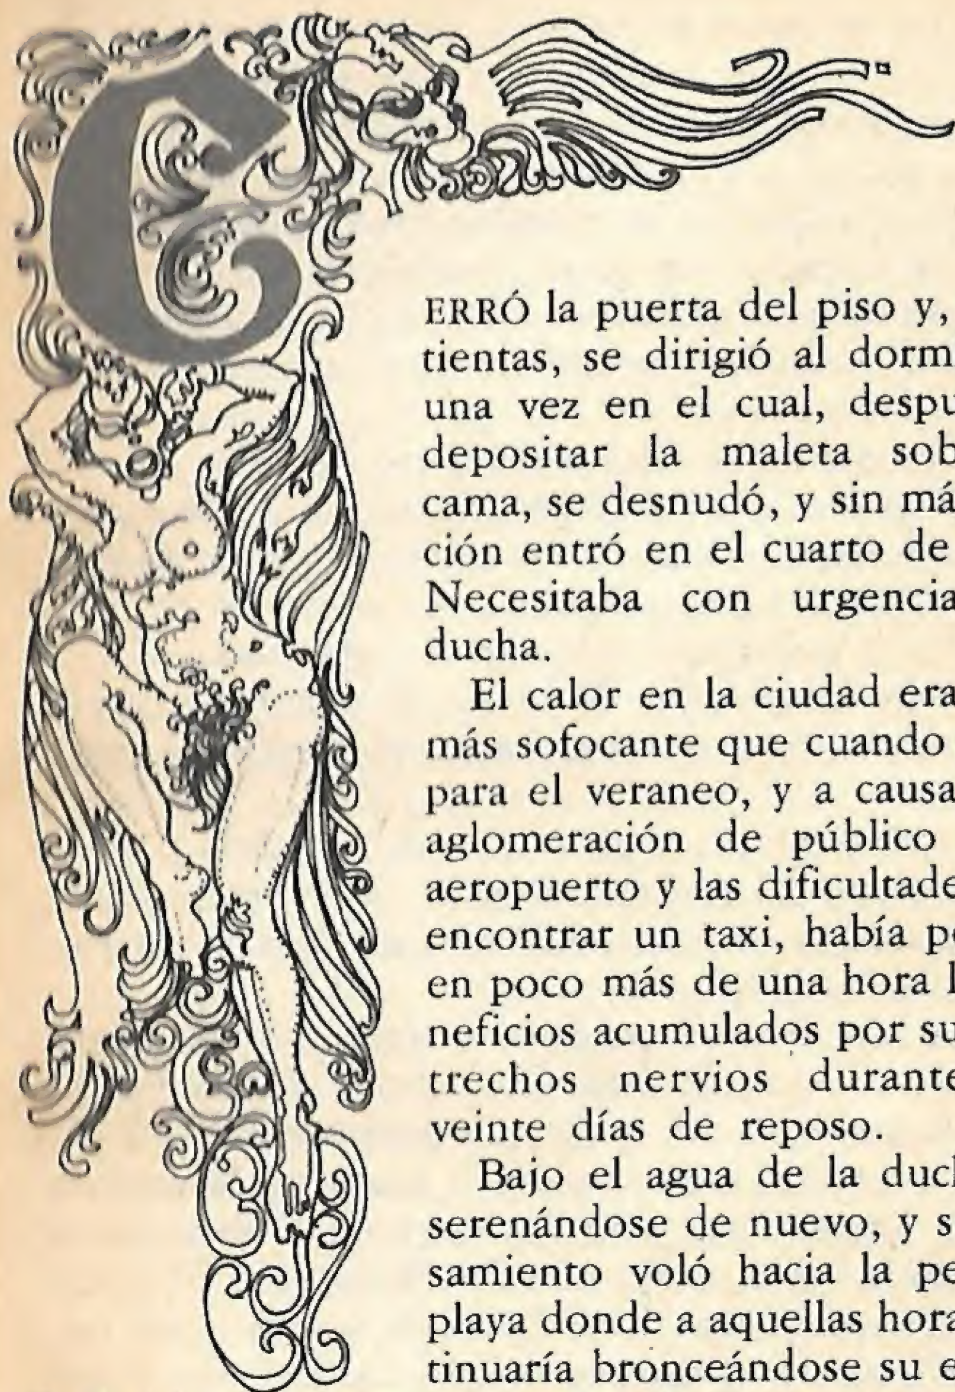 C
ERRÓ la puerta del piso y,
tientas, se dirigió al dorm
una vez en el cual, despu
depositar la maleta sob
cama, se desnudó, y sin má
ción entró en el cuarto de
Necesitaba con urgencia
ducha.
El calor en la ciudad era
más sofocante que cuando
para el veraneo, y a causa
aglomeración de público
aeropuerto y las dificultade
encontrar un taxi, había p
en poco más de una hora l
neficios acumulados por su
trechos nervios durante
veinte días de reposo.
Bajo el agua de la duc
serenándose de nuevo, y s
samiento voló hacia la pe
playa donde a aquellas hora
tinuaría bronceándose su e